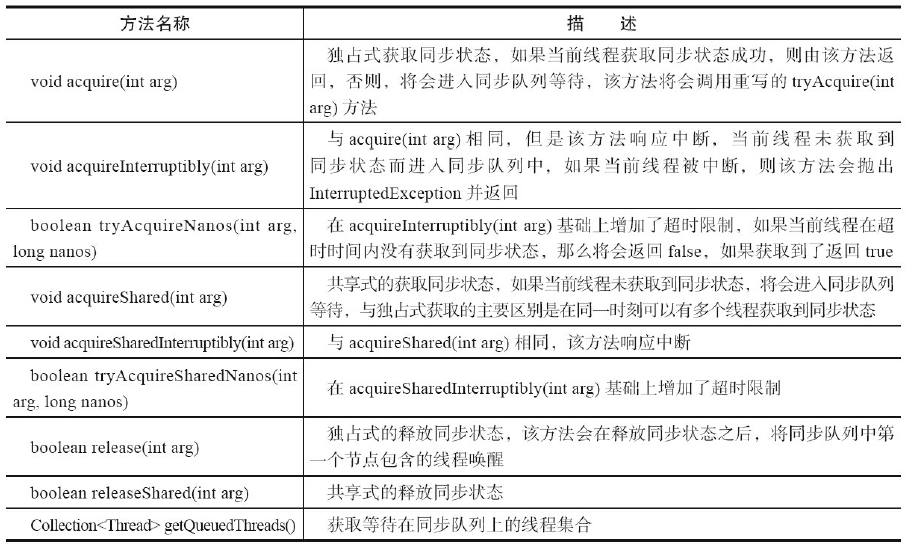 方法名称 描 述
void acquire(int arg)
独占式获取同步状态，如果当前线程获取同步状态成功，则由该方法返
回，否则，将会进入同步队列等待，该方法将会调用重写的 tryAcquire(int
arg) 方法
void acquireInterruptibly(int arg)
与 acquire(int arg) 相同，但是该方法响应中断，当前线程未获取到
同步状态而进入同步队列中，如果当前线程被中断，则该方法会抛出
InterruptedException 并返回
boolean tryAcquireNanos(int arg,
long nanos)
在 acquireInterruptibly(int arg) 基础上增加了超时限制，如果当前线程在超
时时间内没有获取到同步状态，那么将会返回 false，如果获取到了返回 true
void acquireShared(int arg)
共享式的获取同步状态，如果当前线程未获取到同步状态，将会进入同步队列
等待，与独占式获取的主要区别是在同一时刻可以有多个线程获取到同步状态
void acquireSharedInterruptibly(int arg)
与 acquireShared(int arg) 相同，该方法响应中断
boolean tryAcquireSharedNanos(int
arg, long nanos)
在 acquireSharedInterruptibly(int arg) 基础上增加了超时限制
boolean release(int arg)
独占式的释放同步状态，该方法会在释放同步状态之后，将同步队列中第
一个节点包含的线程唤醒
boolean releaseShared(int arg)
共享式的释放同步状态
Collection<Thread> getQueuedThreads()
获取等待在同步队列上的线程集合